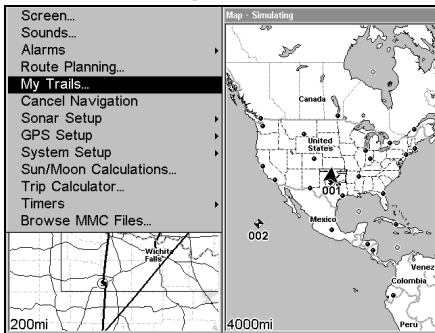 Screen...
Sounds...
Alarms
Route Planning...
My Trails...
Cancel Navigation
Sonar Setup
GPS Setup
System Setup
Sun/Moon Calculations...
Trip Calculator...
Timers
Browse MMC Files...
Wichita
Falls
200mi
Map - Simulating
Canada
United
States
001
Mexico
002
Venez
Colombia
Peru
4000mi